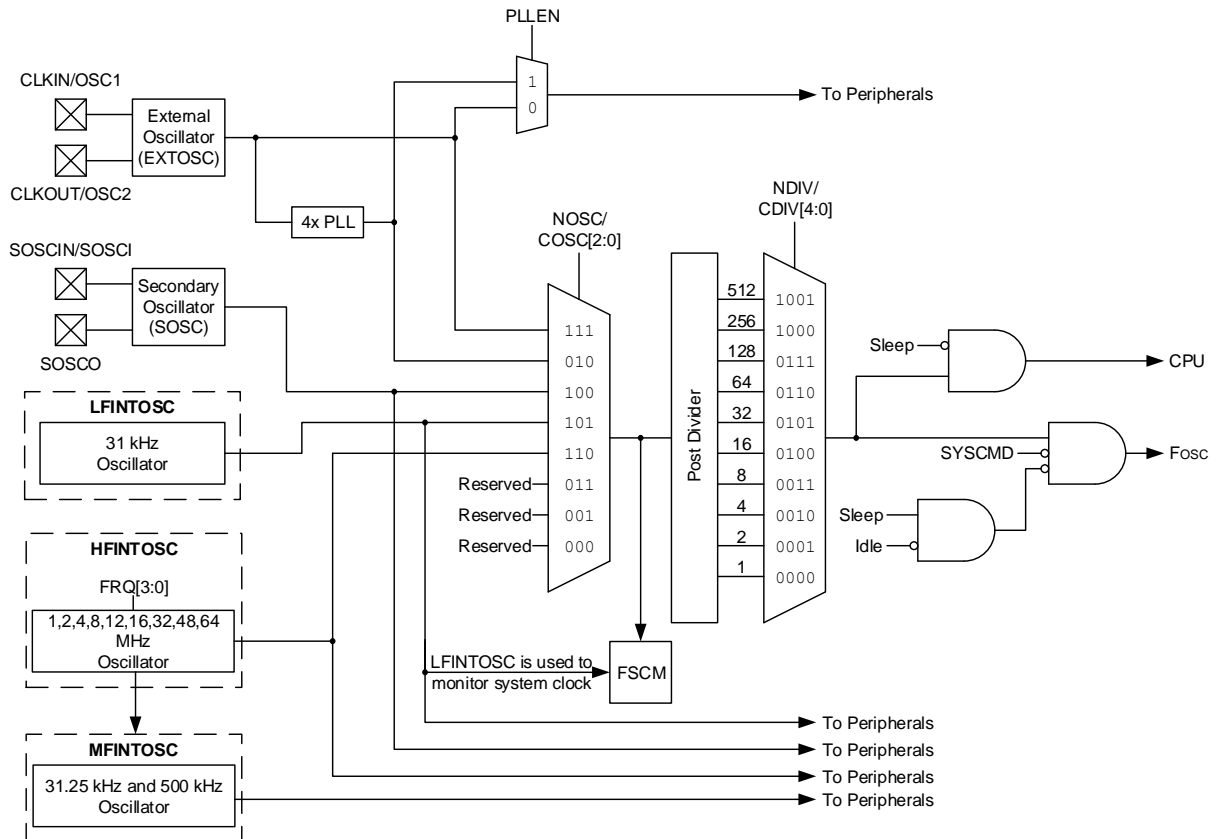 PLLEN
CLKIN/OSC1
1
0
To Peripherals
External
Oscillator
(EXTOSC)
CLKOUT/OSC2
4x PLL
NOSC/
COSC[2:0]
NDIV/
CDIV[4:0]
SOSCIN/SOSCI
Secondary
Oscillator
(SOSC)
SOSCO
LFINTOSC
31 kHz
Oscillator
HFINTOSC
FRQ[3:0]
1,2,4,8,12,16,32,48,64
MHz
Oscillator
MFINTOSC
31.25 kHz and 500 kHz
Oscillator
111
010
100
101
110
Reserved 011
Reserved 001
Reserved 000
LFINTOSC is used to
monitor system clock
FSCM
Post Divider
512 1001
256 1000
128 0111
64 0110
32 0101
16 0100
8 0011
4 0010
2 0001
1 0000
Sleep
CPU
SYSCMD
Fosc
Sleep
Idle
To Peripherals
To Peripherals
To Peripherals
To Peripherals